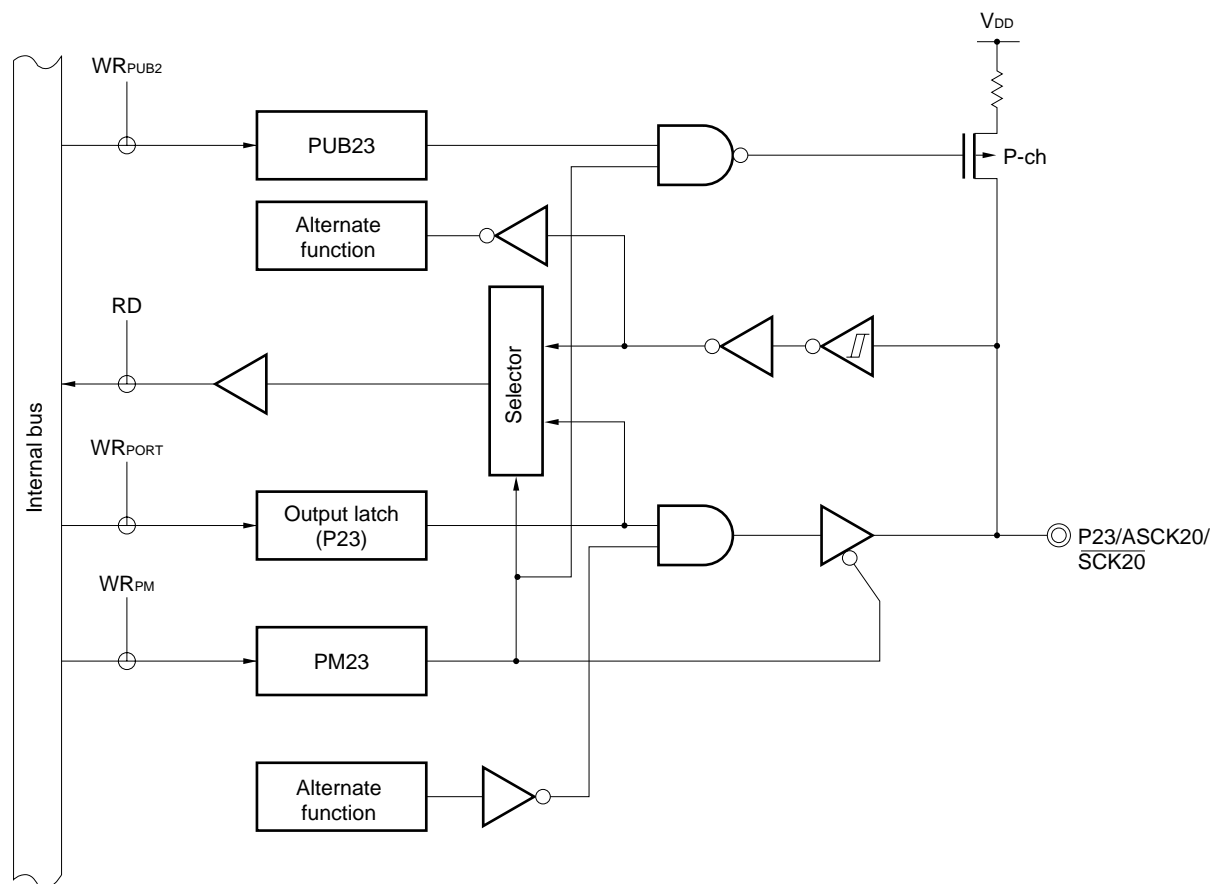 VDD
WRPUB2
PUB23
P-ch
Alternate
function
RD
Selector
Internal bus
WRPORT
Output latch
(P23)
P23/ASCK20/
SCK20
WRPM
PM23
Alternate
function